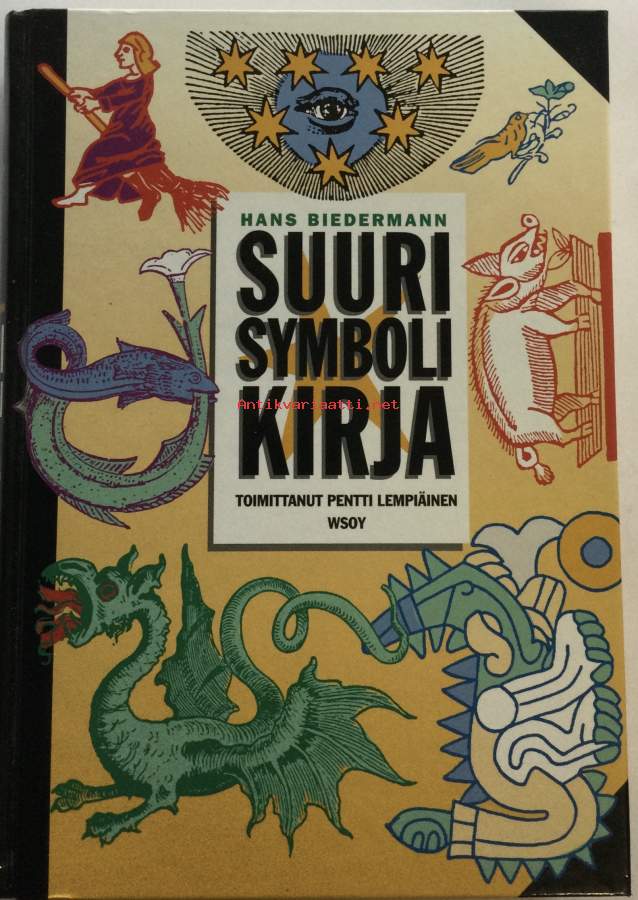 HANS BIEDERMANN
SUURI
SYMBOLI
KIRJA
Antikvariaatti.net
TOIMITTANUT PENTTI LEMPIÄINEN
WSOY